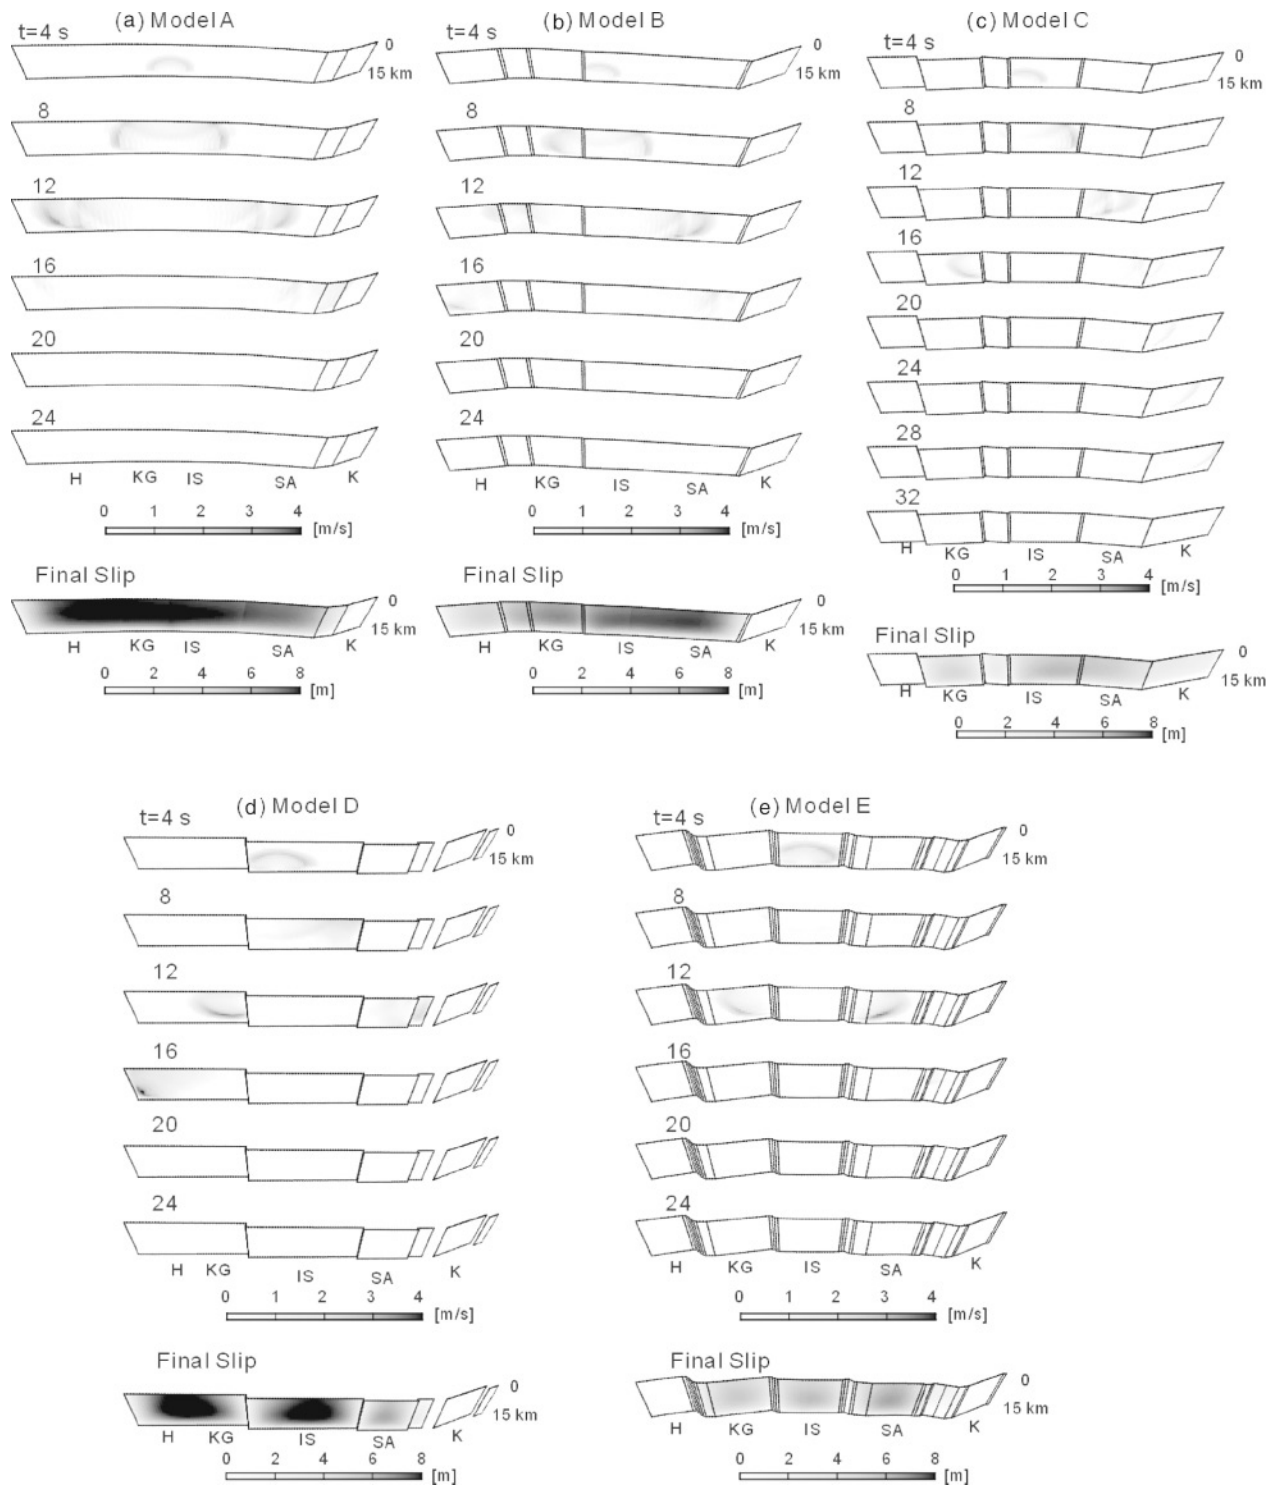 (a) Model A
t=4 s
0
15 km
8
12
16
20
24
H KG IS SA K
0 1 2 3 4 [m/s]
Final Slip
0
15 km
H KG IS SA K
0 2 4 6 8 [m]
(b) Model B
t=4 s
0
15 km
8
12
16
20
24
H KG IS SA K
0 1 2 3 4 [m/s]
Final Slip
0
15 km
H KG IS SA K
0 2 4 6 8 [m]
(c) Model C
t=4 s
0
15 km
8
12
16
20
24
28
32
H KG IS SA K
0 1 2 3 4 [m/s]
Final Slip
0
15 km
H KG IS SA K
0 2 4 6 8 [m]
(d) Model D
t=4 s
0
15 km
8
12
16
20
24
H KG IS SA K
0 1 2 3 4 [m/s]
Final Slip
0
15 km
H KG IS SA K
0 2 4 6 8 [m]
(e) Model E
t=4 s
0
15 km
8
12
16
20
24
H KG IS SA K
0 1 2 3 4 [m/s]
Final Slip
0
15 km
H KG IS SA K
0 2 4 6 8 [m]